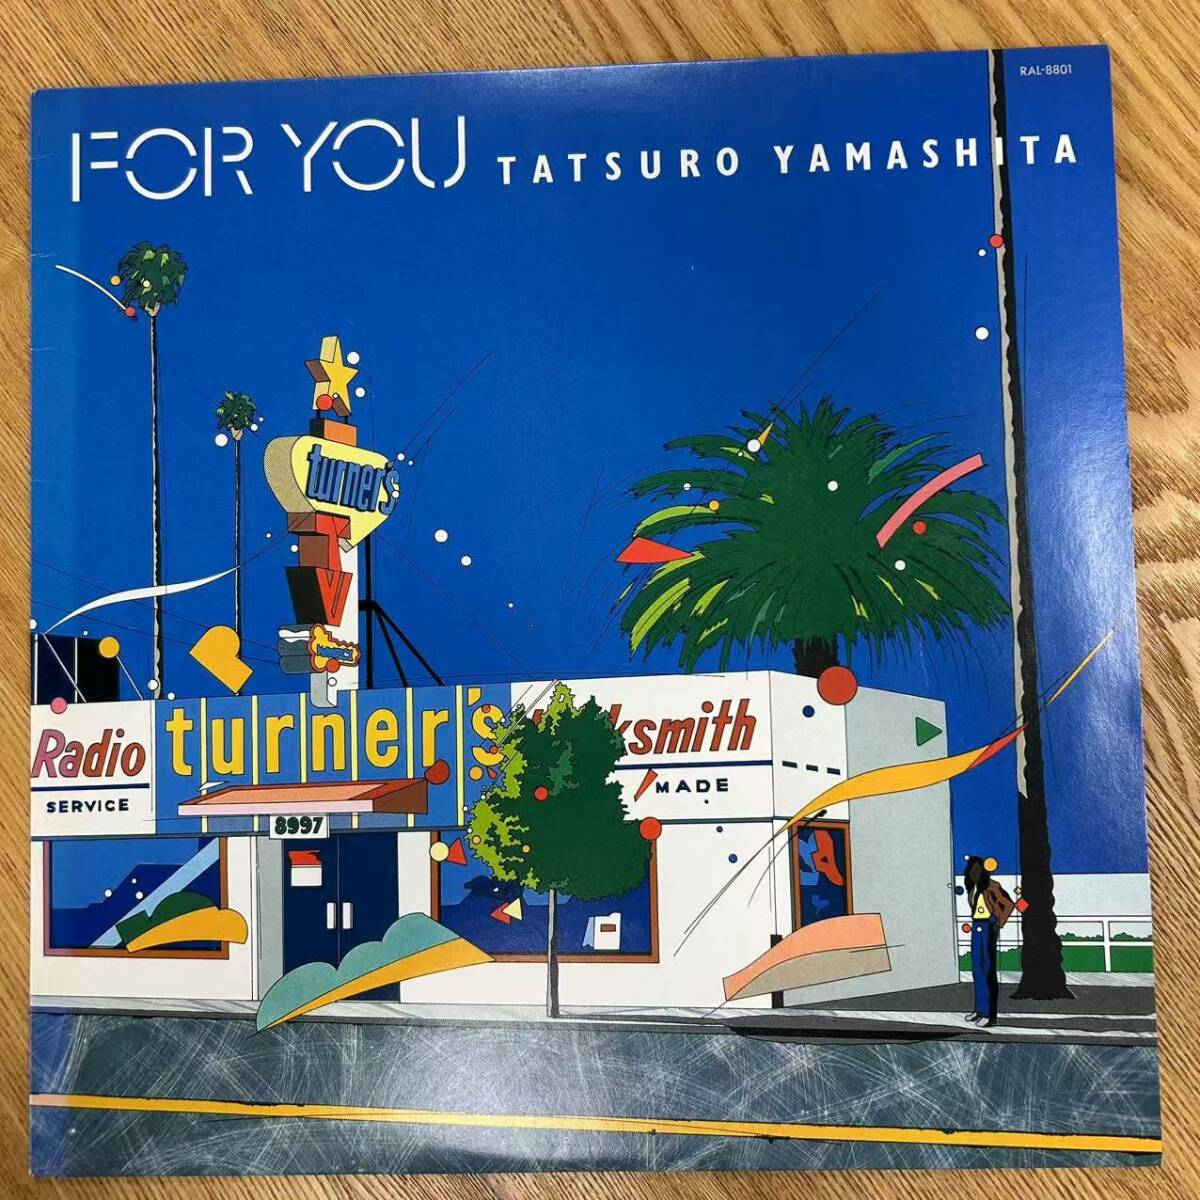 RAL-8801
FOR YOU TATSURO YAMASHITA
turner's
TV
Radio
SERVICE
turner's
ksmith
MADE
8997